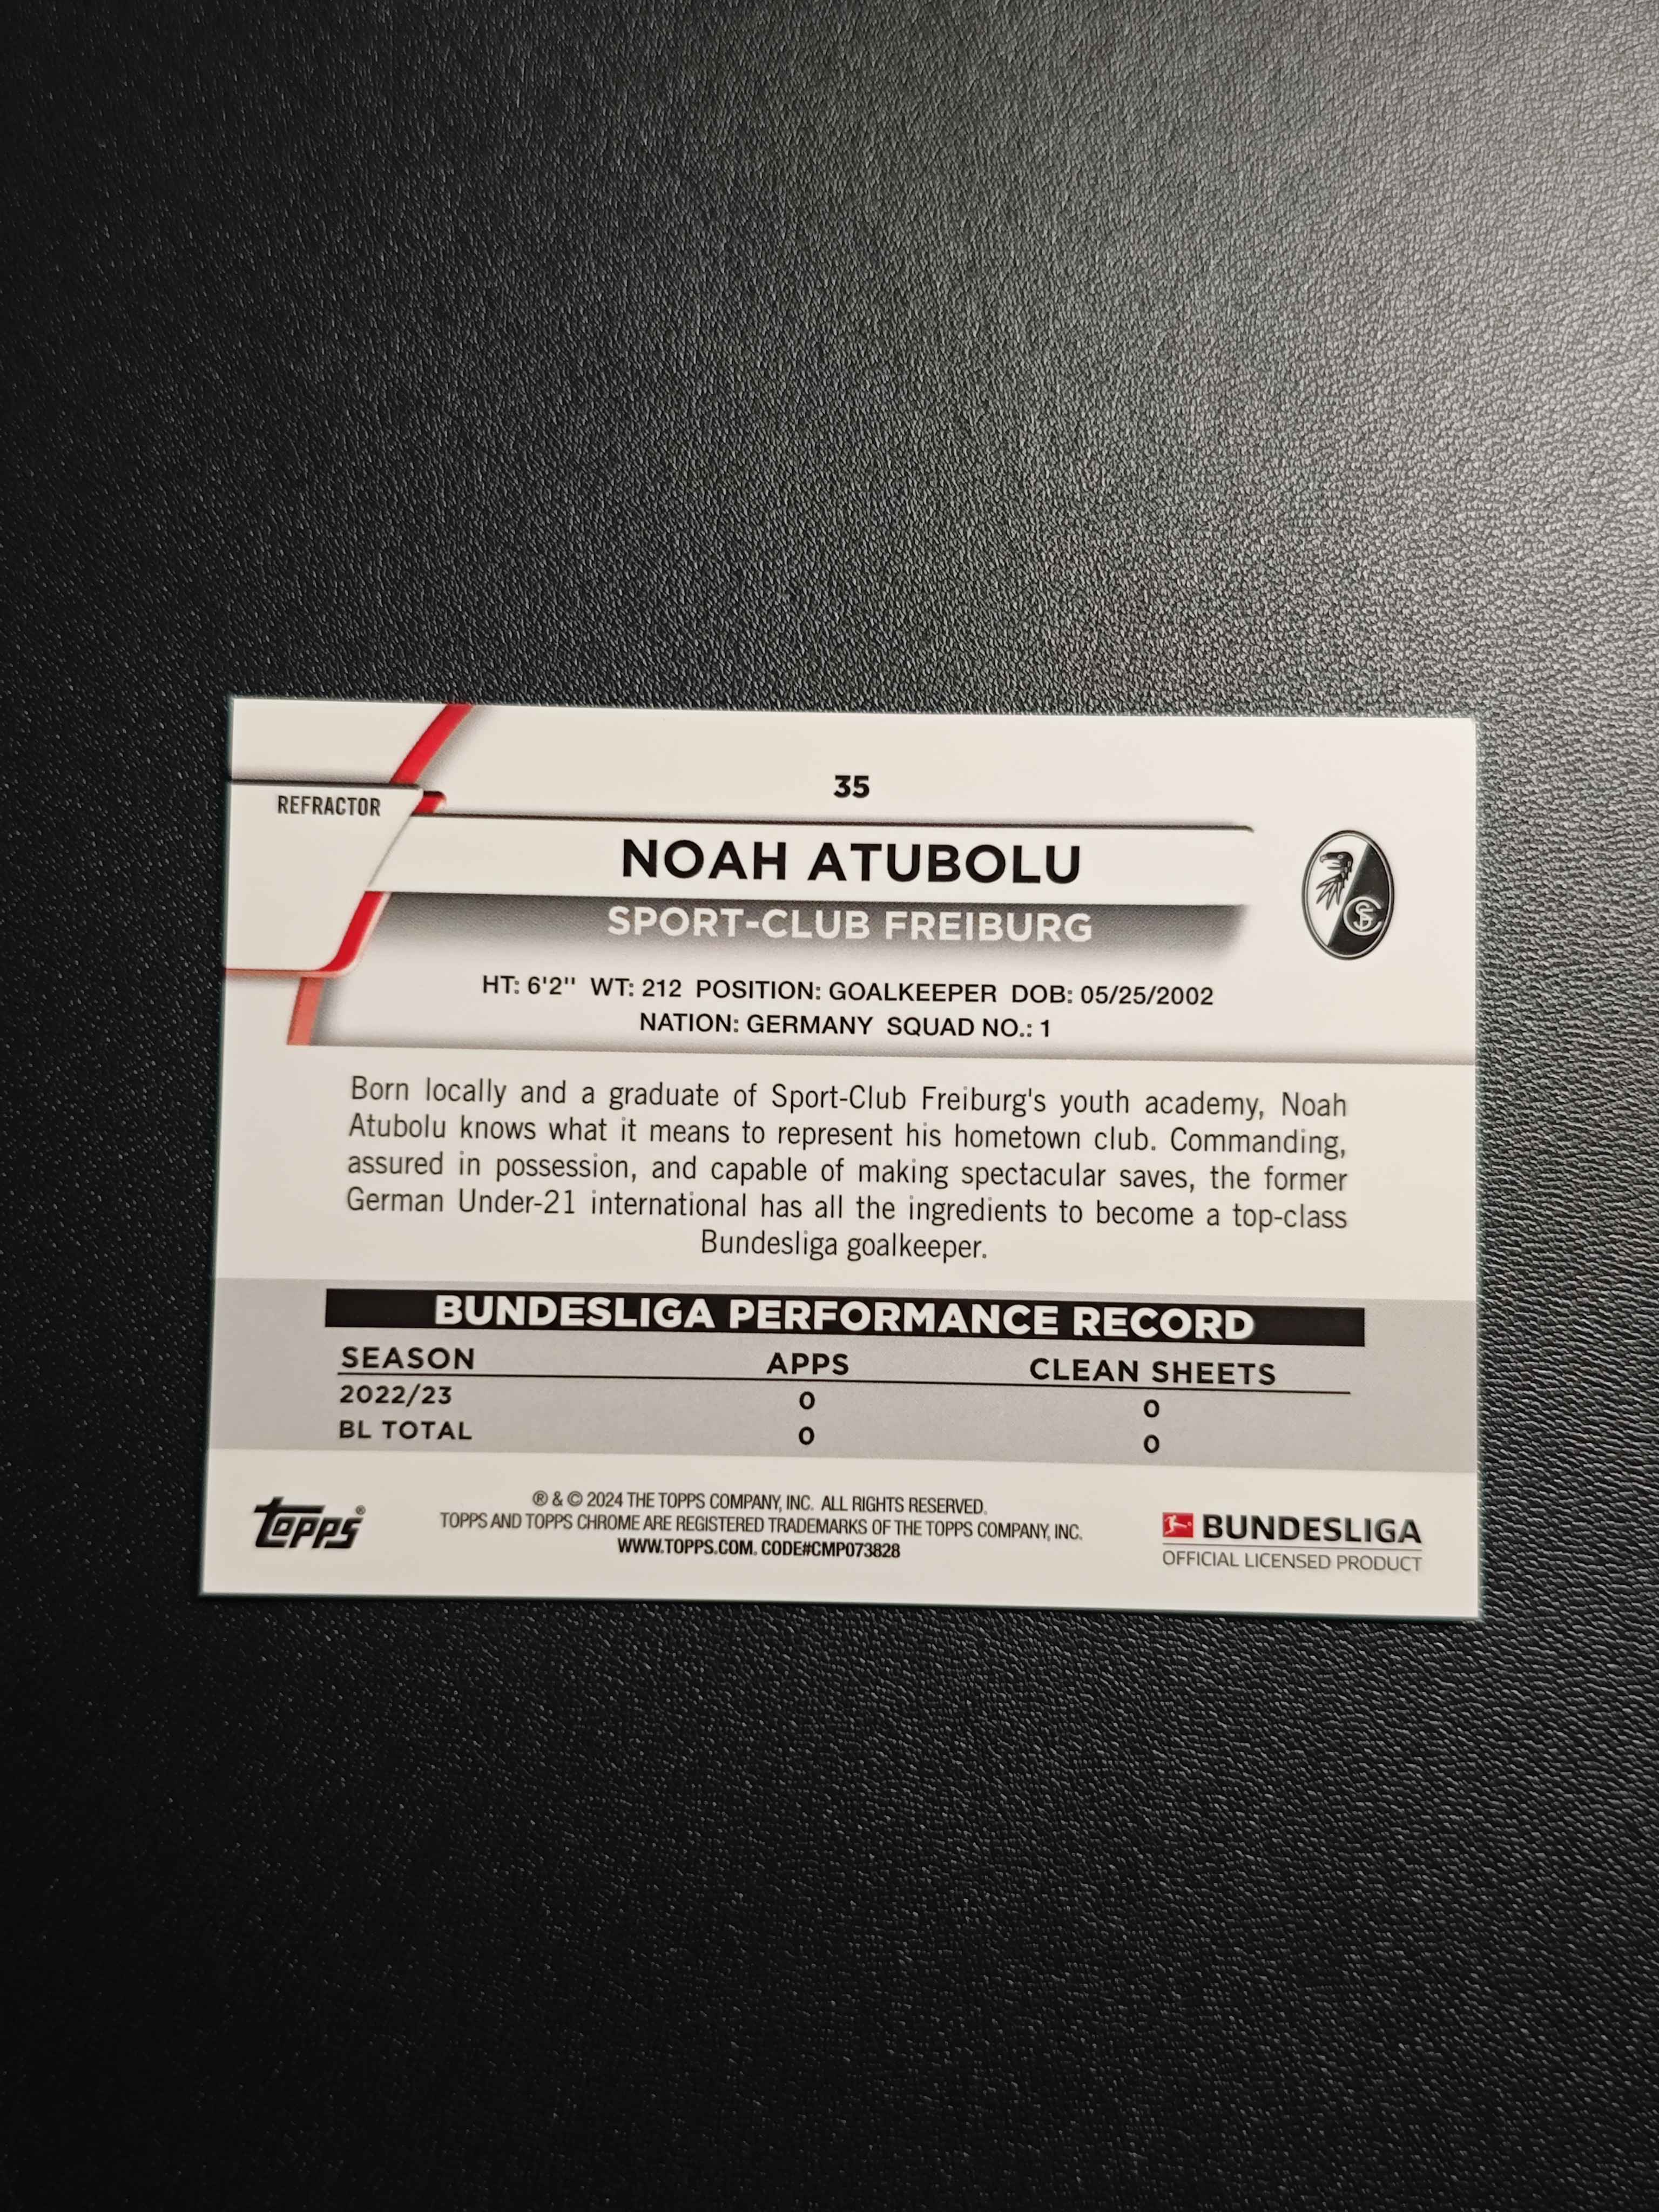 35
REFRACTOR
NOAH ATUBOLU
SPORT-CLUB FREIBURG
SC
HT: 6'2'' WT: 212 POSITION: GOALKEEPER DOB: 05/25/2002
NATION: GERMANY SQUAD NO.: 1
Born locally and a graduate of Sport-Club Freiburg's youth academy, Noah
Atubolu knows what it means to represent his hometown club. Commanding,
assured in possession, and capable of making spectacular saves, the former
German Under-21 international has all the ingredients to become a top-class
Bundesliga goalkeeper.
BUNDESLIGA PERFORMANCE RECORD
SEASON APPS CLEAN SHEETS
2022/23 0 0
BL TOTAL 0 0
topps®
® & © 2024 THE TOPPS COMPANY, INC. ALL RIGHTS RESERVED.
TOPPS AND TOPPS CHROME ARE REGISTERED TRADEMARKS OF THE TOPPS COMPANY, INC.
WWW.TOPPS.COM. CODE#CMP073828
BUNDESLIGA
OFFICIAL LICENSED PRODUCT